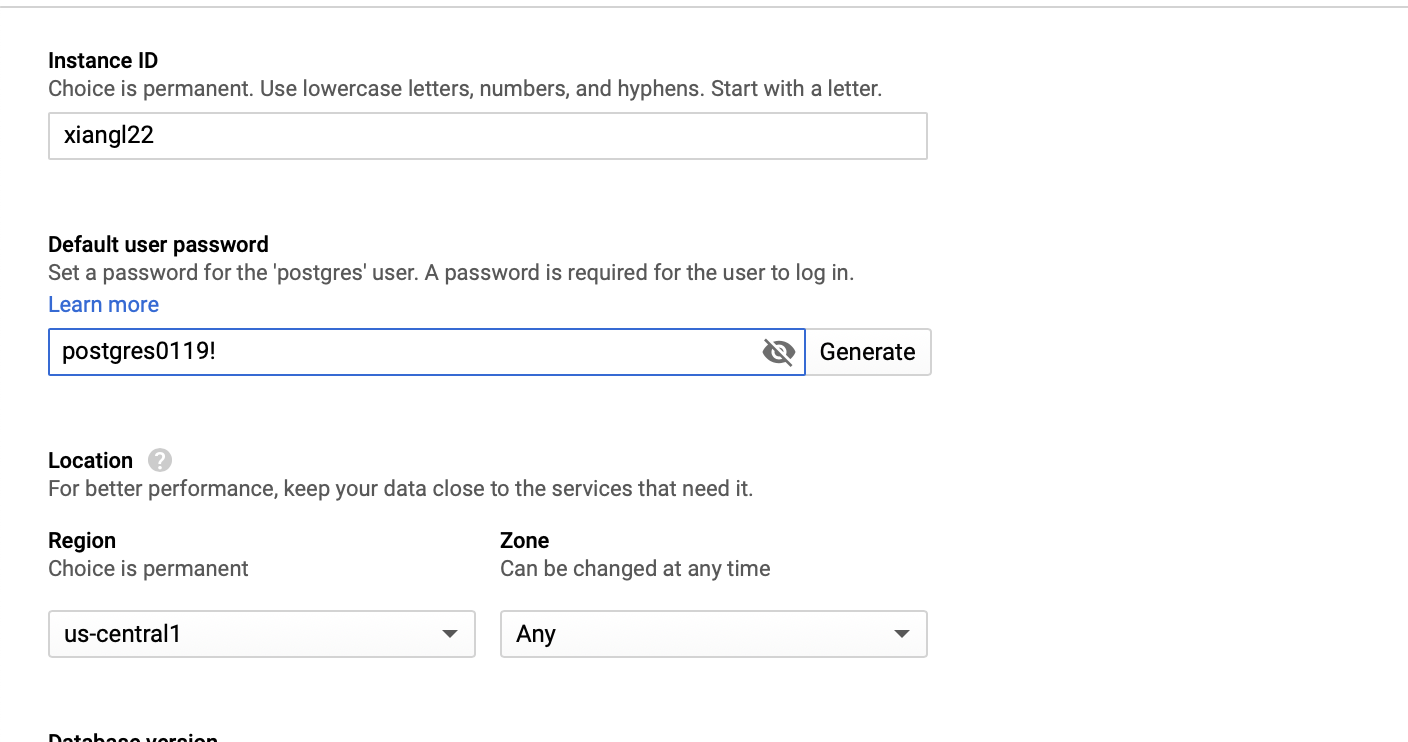 Instance ID
Choice is permanent. Use lowercase letters, numbers, and hyphens. Start with a letter.
xiangl22
Default user password
Set a password for the 'postgres' user. A password is required for the user to log in.
Learn more
postgres0119!
Generate
Location ?
For better performance, keep your data close to the services that need it.
Region
Choice is permanent
us-central1
Zone
Can be changed at any time
Any
Database version